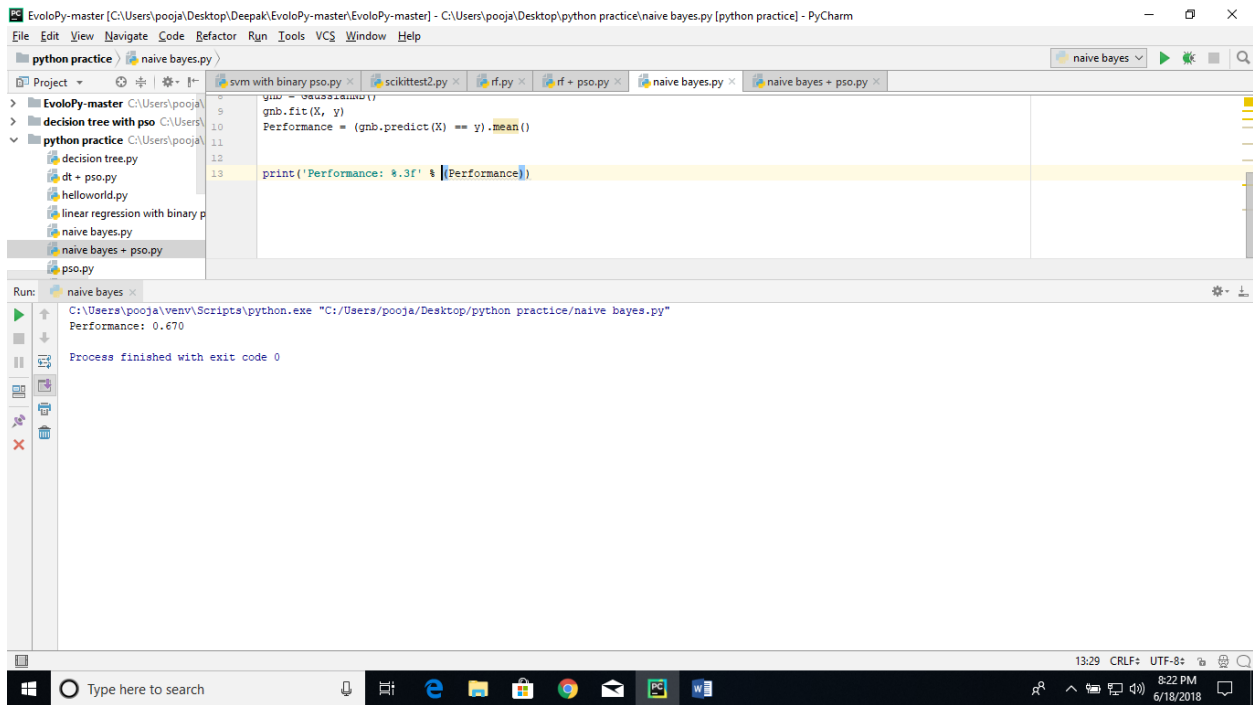 EvoloPy-master [C:\Users\pooja\Desktop\Deepak\EvoloPy-master\EvoloPy-master] - C:\Users\pooja\Desktop\python practice\naive bayes.py [python practice] - PyCharm
File Edit View Navigate Code Refactor Run Tools VCS Window Help
python practice naive bayes.py naive bayes
Project svm with binary pso.py scikittest2.py rf.py rf + pso.py naive bayes.py naive bayes + pso.py
EvoloPy-master C:\Users\pooja\
decision tree with pso C:\Users\
python practice C:\Users\pooja\
decision tree.py
dt + pso.py
helloworld.py
linear regression with binary p
naive bayes.py
naive bayes + pso.py
pso.py
8 gnb = GaussianNB()
9 gnb.fit(X, y)
10 Performance = (gnb.predict(X) == y).mean()
11
12
13 print('Performance: %.3f' % (Performance))
Run: naive bayes
C:\Users\pooja\venv\Scripts\python.exe "C:/Users/pooja/Desktop/python practice/naive bayes.py"
Performance: 0.670
Process finished with exit code 0
13:29 CRLF UTF-8
Type here to search
8:22 PM
6/18/2018